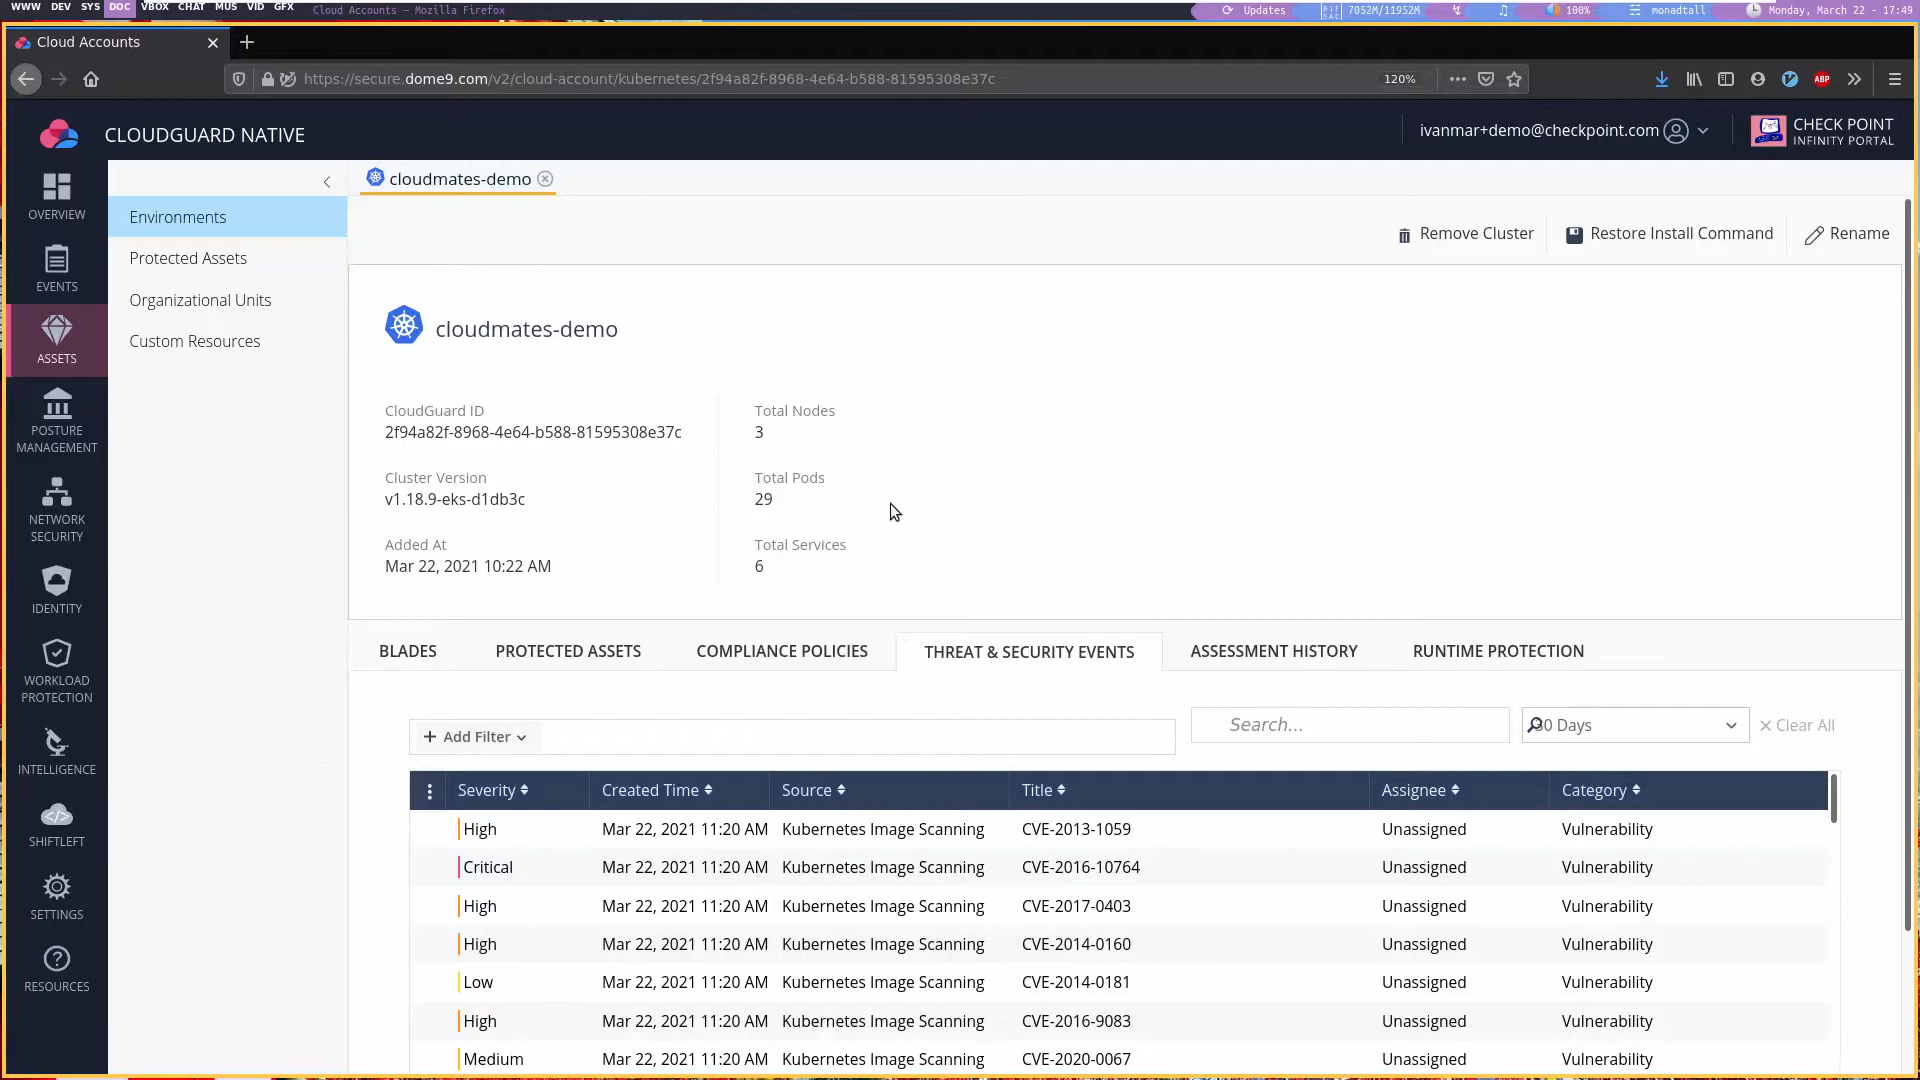 WWW DEV SYS DOC VBOX CHAT MUS VID GFX Cloud Accounts — Mozilla Firefox Updates 7052M/11952M 100% monadtall Monday, March 22 - 17:49
Cloud Accounts
https://secure.dome9.com/v2/cloud-account/kubernetes/2f94a82f-8968-4e64-b588-81595308e37c 120% ABP
CLOUDGUARD NATIVE ivanmar+demo@checkpoint.com CHECK POINT
INFINITY PORTAL
OVERVIEW
EVENTS
ASSETS
POSTURE
MANAGEMENT
NETWORK
SECURITY
IDENTITY
WORKLOAD
PROTECTION
INTELLIGENCE
SHIFTLEFT
SETTINGS
RESOURCES
Environments
Protected Assets
Organizational Units
Custom Resources
cloudmates-demo
Remove Cluster Restore Install Command Rename
cloudmates-demo
CloudGuard ID
2f94a82f-8968-4e64-b588-81595308e37c
Cluster Version
v1.18.9-eks-d1db3c
Added At
Mar 22, 2021 10:22 AM
Total Nodes
3
Total Pods
29
Total Services
6
BLADES PROTECTED ASSETS COMPLIANCE POLICIES THREAT & SECURITY EVENTS ASSESSMENT HISTORY RUNTIME PROTECTION
Add Filter Search... 30 Days Clear All
Severity Created Time Source Title Assignee Category
High Mar 22, 2021 11:20 AM Kubernetes Image Scanning CVE-2013-1059 Unassigned Vulnerability
Critical Mar 22, 2021 11:20 AM Kubernetes Image Scanning CVE-2016-10764 Unassigned Vulnerability
High Mar 22, 2021 11:20 AM Kubernetes Image Scanning CVE-2017-0403 Unassigned Vulnerability
High Mar 22, 2021 11:20 AM Kubernetes Image Scanning CVE-2014-0160 Unassigned Vulnerability
Low Mar 22, 2021 11:20 AM Kubernetes Image Scanning CVE-2014-0181 Unassigned Vulnerability
High Mar 22, 2021 11:20 AM Kubernetes Image Scanning CVE-2016-9083 Unassigned Vulnerability
Medium Mar 22, 2021 11:20 AM Kubernetes Image Scanning CVE-2020-0067 Unassigned Vulnerability